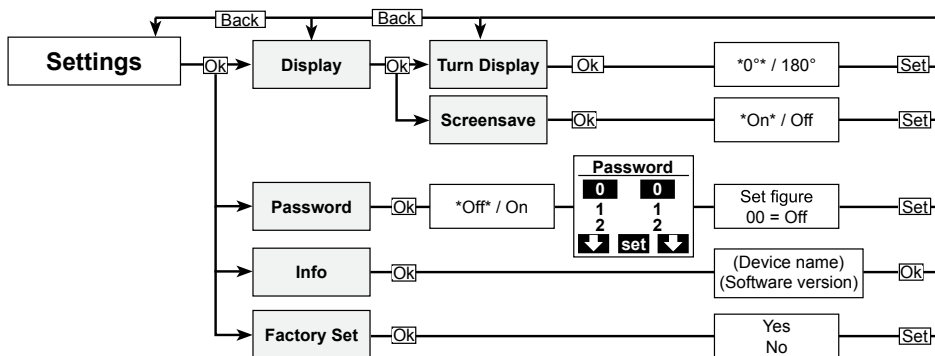 Back
Back
Settings
Ok
Display
Ok
Turn Display
Ok
*0°* / 180°
Set
Screensave
Ok
*On* / Off
Set
Password
Ok
*Off* / On
Password
0 0
1 1
2 2
set
Set figure
00 = Off
Set
Info
Ok
(Device name)
(Software version)
Ok
Factory Set
Ok
Yes
No
Set